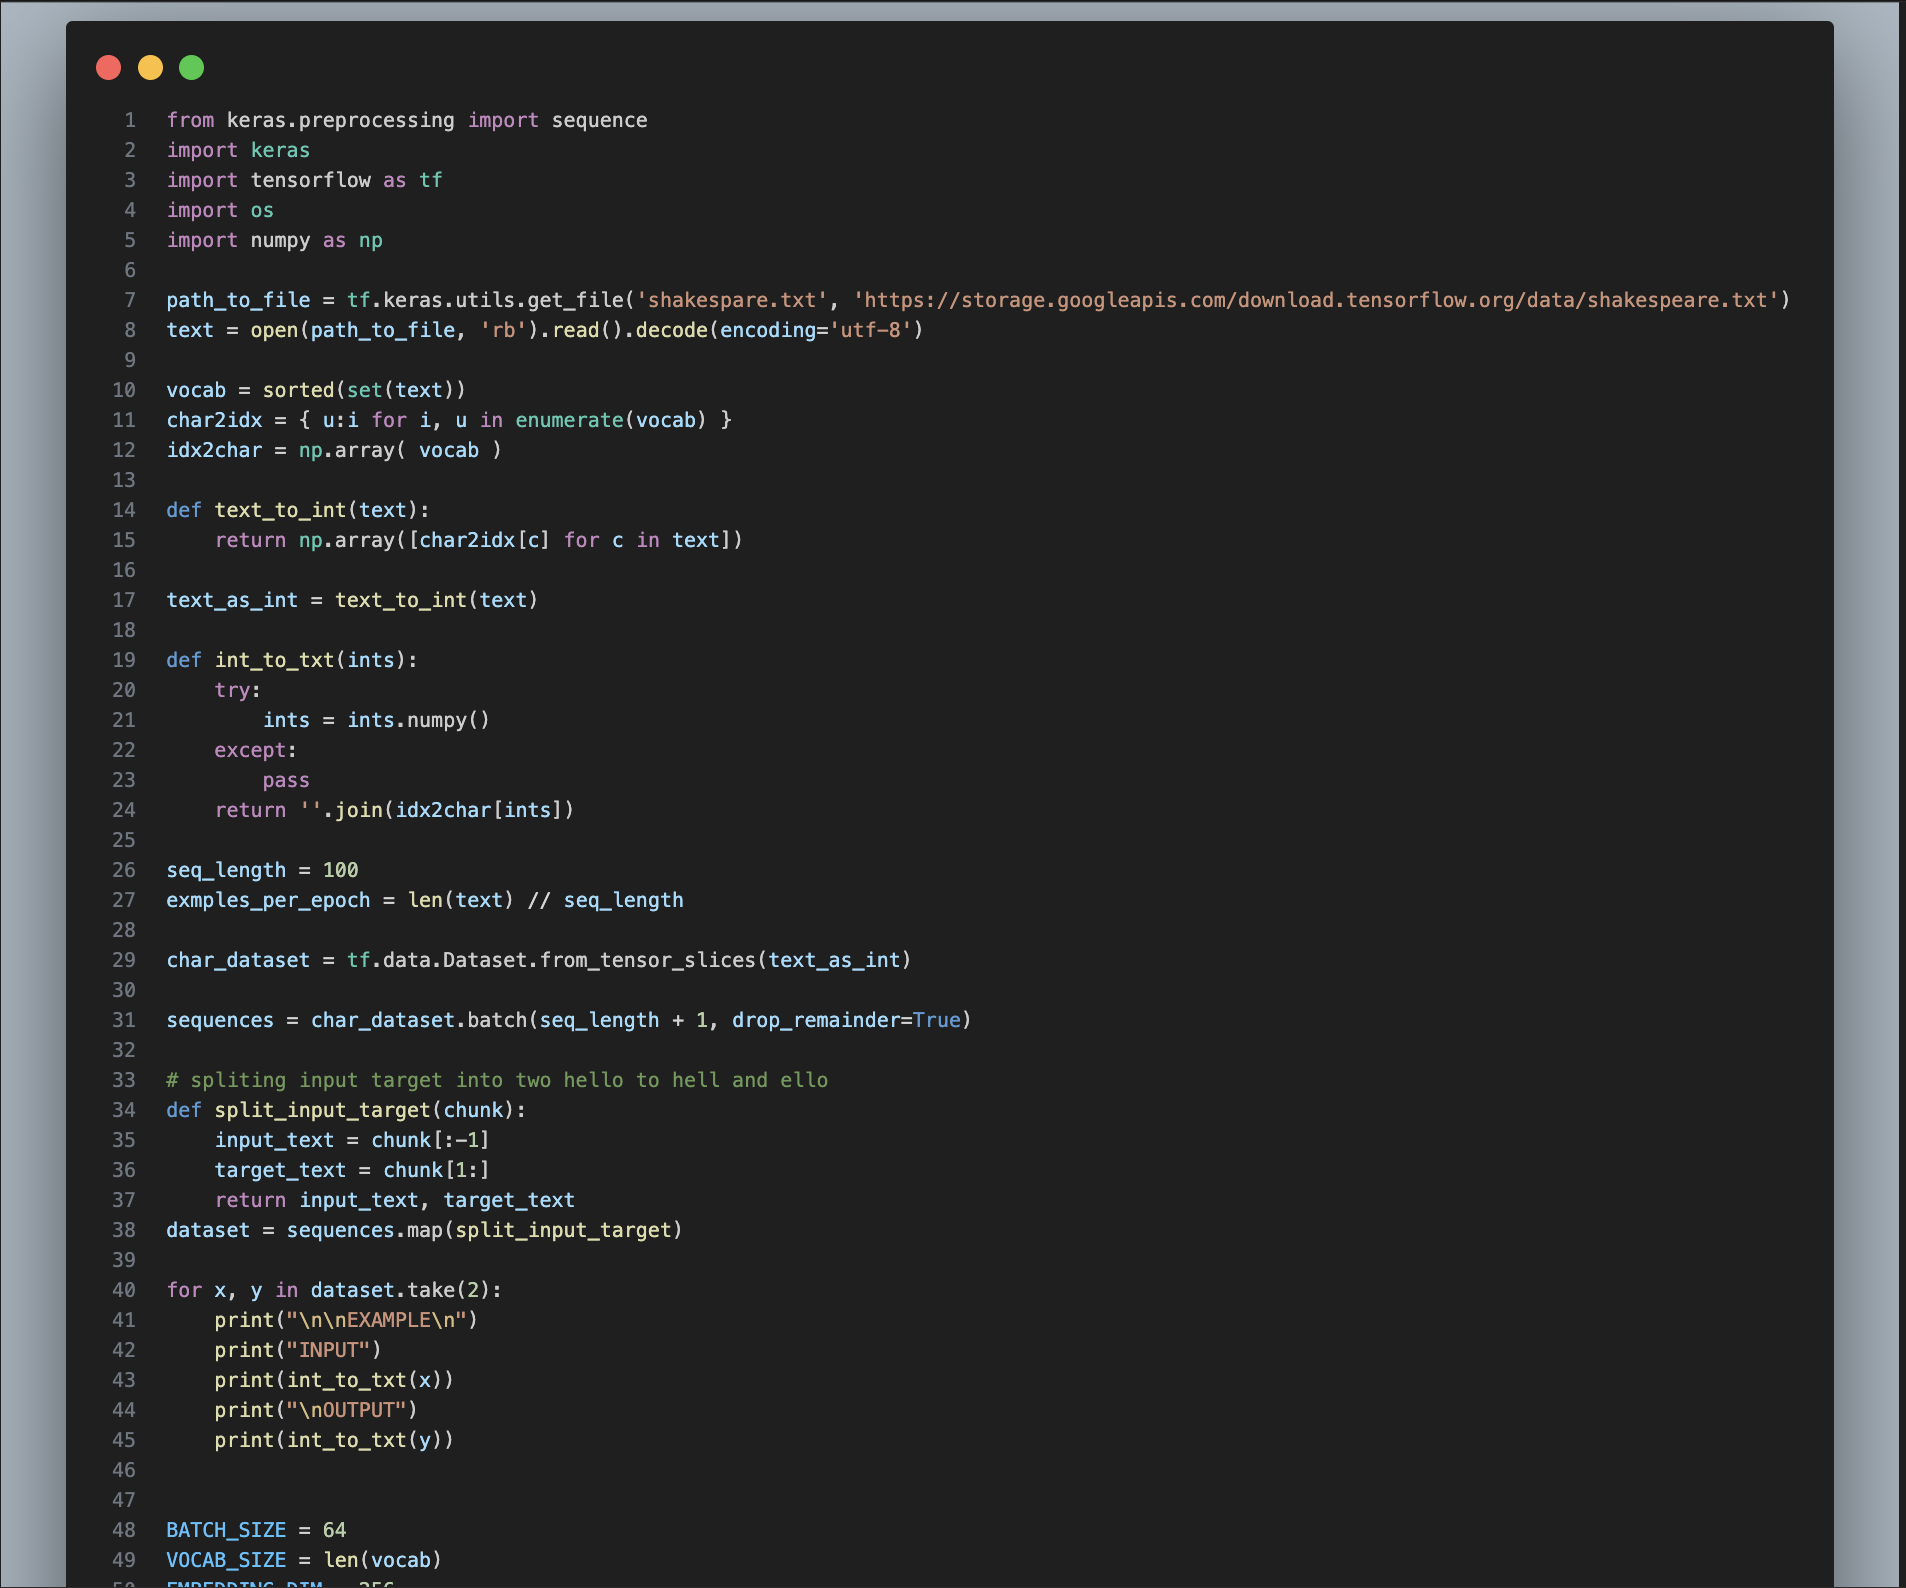 1 from keras.preprocessing import sequence
2 import keras
3 import tensorflow as tf
4 import os
5 import numpy as np
6
7 path_to_file = tf.keras.utils.get_file('shakespare.txt', 'https://storage.googleapis.com/download.tensorflow.org/data/shakespeare.txt')
8 text = open(path_to_file, 'rb').read().decode(encoding='utf-8')
9
10 vocab = sorted(set(text))
11 char2idx = { u:i for i, u in enumerate(vocab) }
12 idx2char = np.array( vocab )
13
14 def text_to_int(text):
15     return np.array([char2idx[c] for c in text])
16
17 text_as_int = text_to_int(text)
18
19 def int_to_txt(ints):
20     try:
21         ints = ints.numpy()
22     except:
23         pass
24     return ''.join(idx2char[ints])
25
26 seq_length = 100
27 exmples_per_epoch = len(text) // seq_length
28
29 char_dataset = tf.data.Dataset.from_tensor_slices(text_as_int)
30
31 sequences = char_dataset.batch(seq_length + 1, drop_remainder=True)
32
33 # spliting input target into two hello to hell and ello
34 def split_input_target(chunk):
35     input_text = chunk[:-1]
36     target_text = chunk[1:]
37     return input_text, target_text
38 dataset = sequences.map(split_input_target)
39
40 for x, y in dataset.take(2):
41     print("\n\nEXAMPLE\n")
42     print("INPUT")
43     print(int_to_txt(x))
44     print("\nOUTPUT")
45     print(int_to_txt(y))
46
47
48 BATCH_SIZE = 64
49 VOCAB_SIZE = len(vocab)